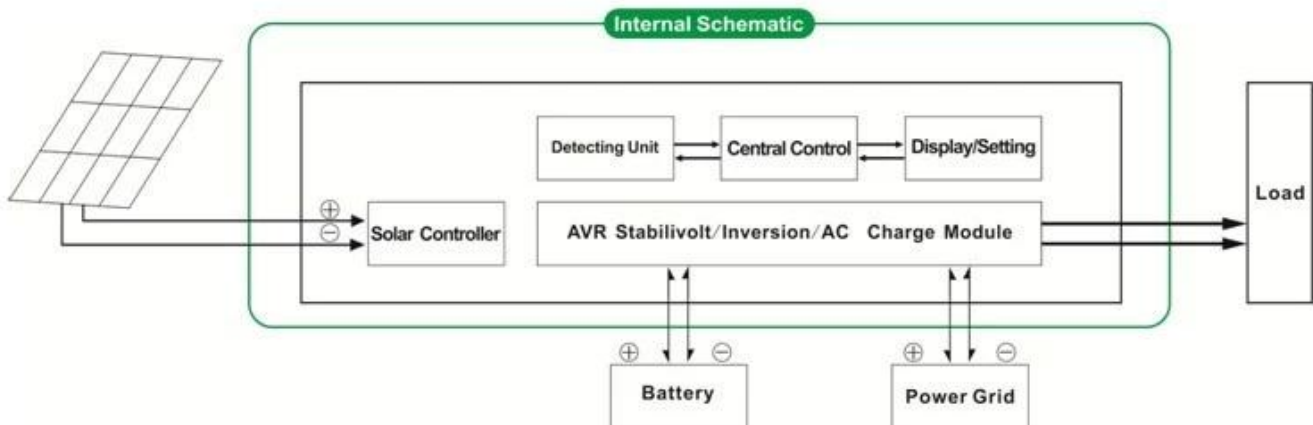 Internal Schematic
Detecting Unit
Central Control
Display/Setting
Load
⊕
⊖
Solar Controller
AVR Stabilivolt/Inversion/AC Charge Module
⊕ ⊖
⊕ ⊖
Battery
Power Grid